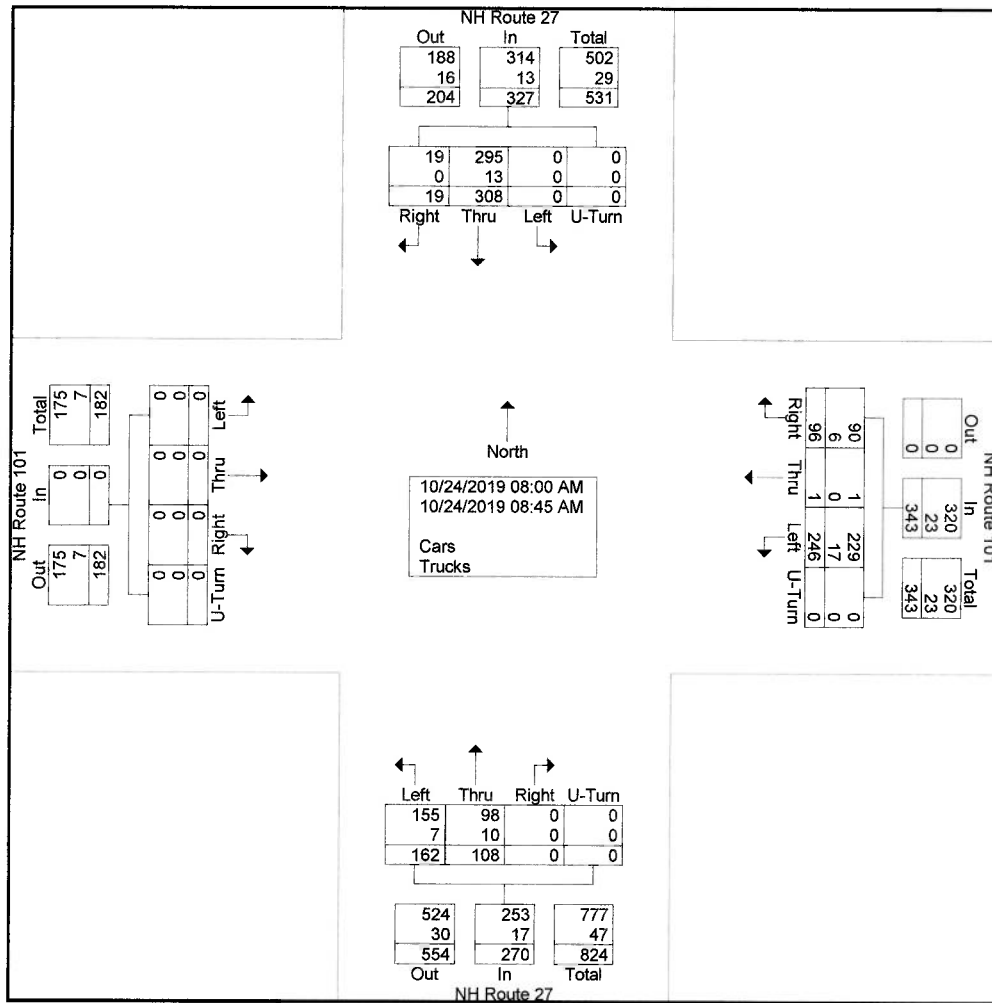 NH Route 27
Out In Total
188 314 502
16 13 29
204 327 531
19 295 0 0
0 13 0 0
19 308 0 0
Right Thru Left U-Turn
NH Route 101
Total In Out
175 0 175
7 0 7
182 0 182
Left Thru Right U-Turn
0 0 0 0
0 0 0 0
0 0 0 0
North
10/24/2019 08:00 AM
10/24/2019 08:45 AM
Cars
Trucks
Right Thru Left U-Turn
90 1 229 0
6 0 17 0
96 1 246 0
NH Route 101
Out In Total
0 320 320
0 23 23
0 343 343
Left Thru Right U-Turn
155 98 0 0
7 10 0 0
162 108 0 0
524 253 777
30 17 47
554 270 824
Out In Total
NH Route 27